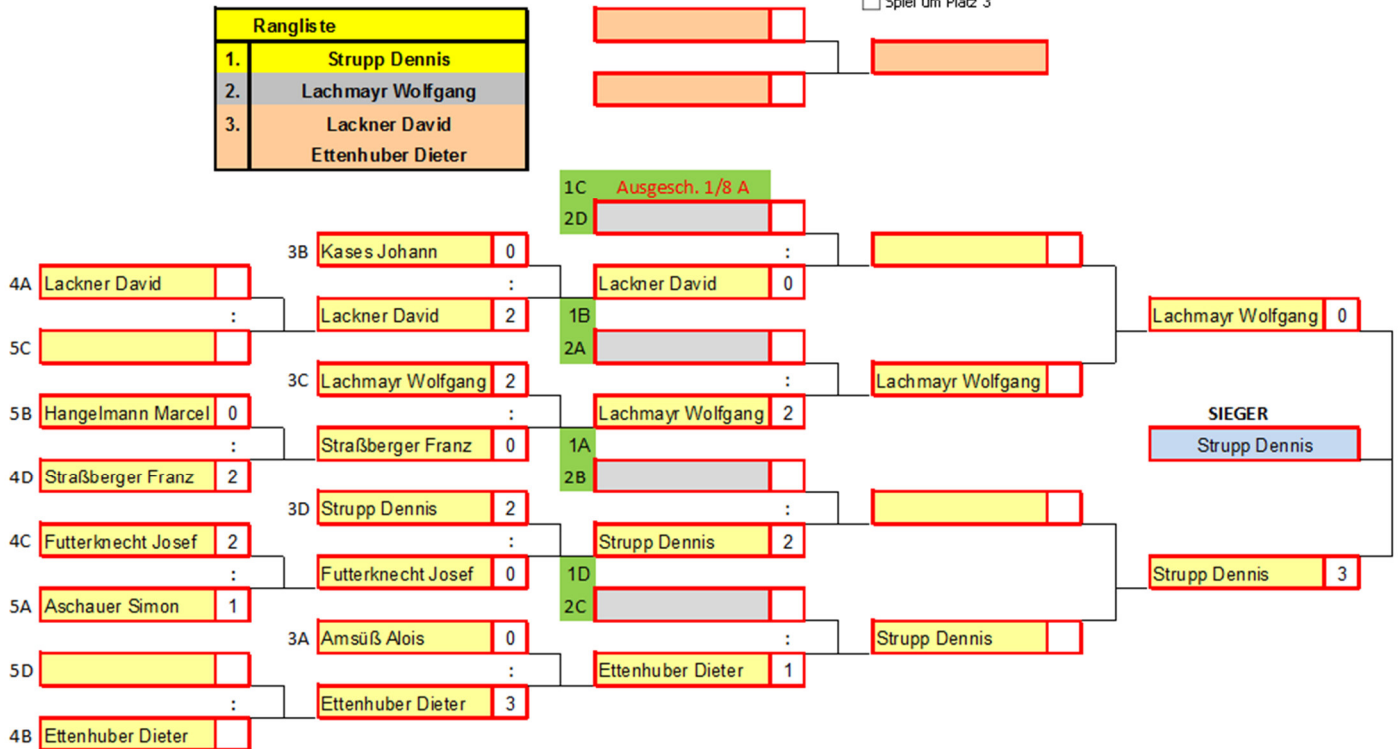 Spiel um Platz 3
Rangliste
1. Strupp Dennis
2. Lachmayr Wolfgang
3. Lackner David
Ettenhuber Dieter
1C Ausgesch. 1/8 A
2D
3B Kases Johann 0 :
4A Lackner David Lackner David 0
: Lackner David 2 1B Lachmayr Wolfgang 0
5C 2A
3C Lachmayr Wolfgang 2 : Lachmayr Wolfgang
5B Hangelmann Marcel 0 : Lachmayr Wolfgang 2 SIEGER
: Straßberger Franz 0 1A Strupp Dennis
4D Straßberger Franz 2 2B
3D Strupp Dennis 2 :
4C Futterknecht Josef 2 : Strupp Dennis 2
: Futterknecht Josef 0 1D Strupp Dennis 3
5A Aschauer Simon 1 2C
3A Amsüß Alois 0 : Strupp Dennis
5D : Ettenhuber Dieter 1
: Ettenhuber Dieter 3
4B Ettenhuber Dieter